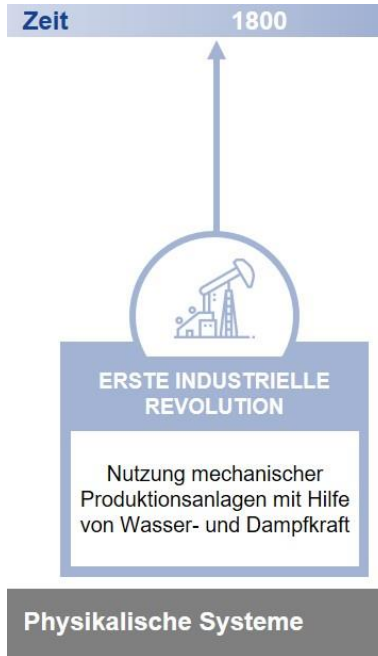 Zeit 1800
ERSTE INDUSTRIELLE
REVOLUTION
Nutzung mechanischer
Produktionsanlagen mit Hilfe
von Wasser- und Dampfkraft
Physikalische Systeme